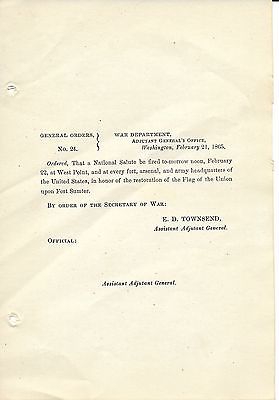 GENERAL ORDERS, WAR DEPARTMENT,
ADJUTANT GENERAL'S OFFICE,
No. 24. Washington, February 21, 1865.
Ordered, That a National Salute be fired to-morrow noon, February
22, at West Point, and at every fort, arsenal, and army headquarters of
the United States, in honor of the restoration of the Flag of the Union
upon Fort Sumter.
BY ORDER OF THE SECRETARY OF WAR:
E. D. TOWNSEND,
Assistant Adjutant General.
OFFICIAL:
Assistant Adjutant General.